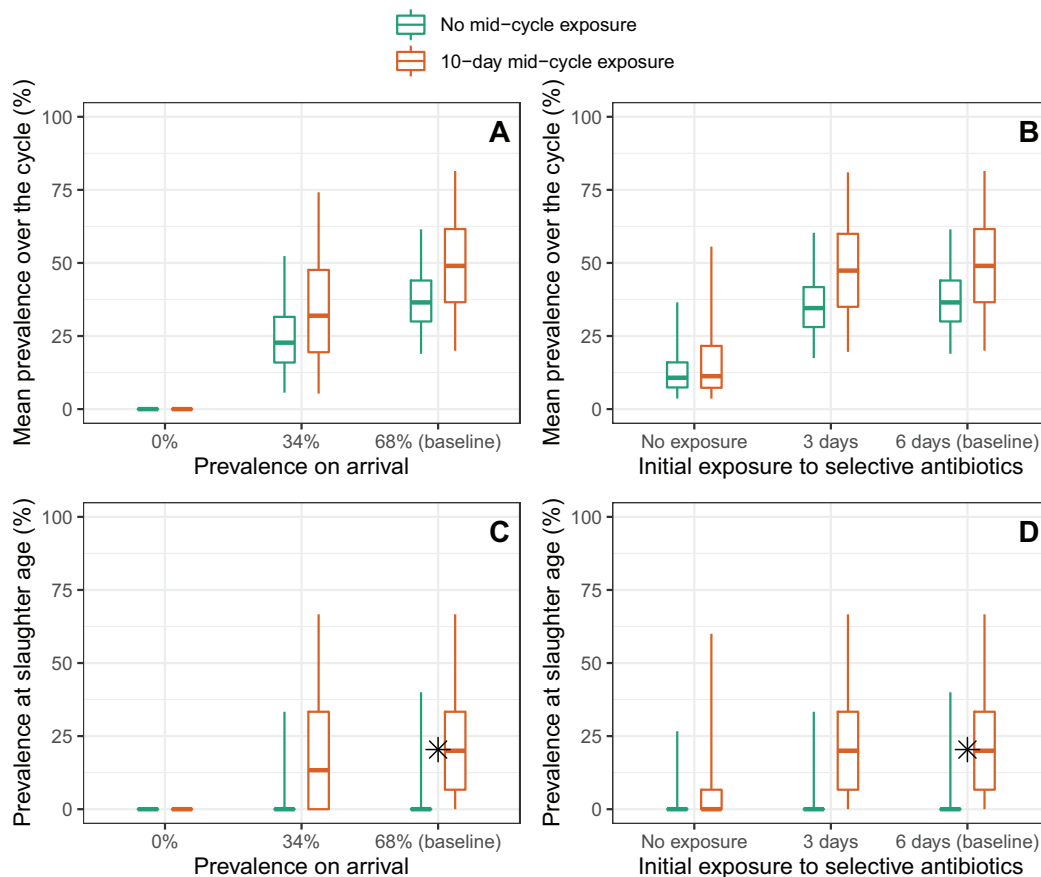 No mid−cycle exposure
10−day mid−cycle exposure
Mean prevalence over the cycle (%)
100
75
50
25
0
A
0%
34%
68% (baseline)
Prevalence on arrival
Mean prevalence over the cycle (%)
100
75
50
25
0
B
No exposure
3 days
6 days (baseline)
Initial exposure to selective antibiotics
Prevalence at slaughter age (%)
100
75
50
25
0
C
0%
34%
68% (baseline)
Prevalence on arrival
Prevalence at slaughter age (%)
100
75
50
25
0
D
No exposure
3 days
6 days (baseline)
Initial exposure to selective antibiotics